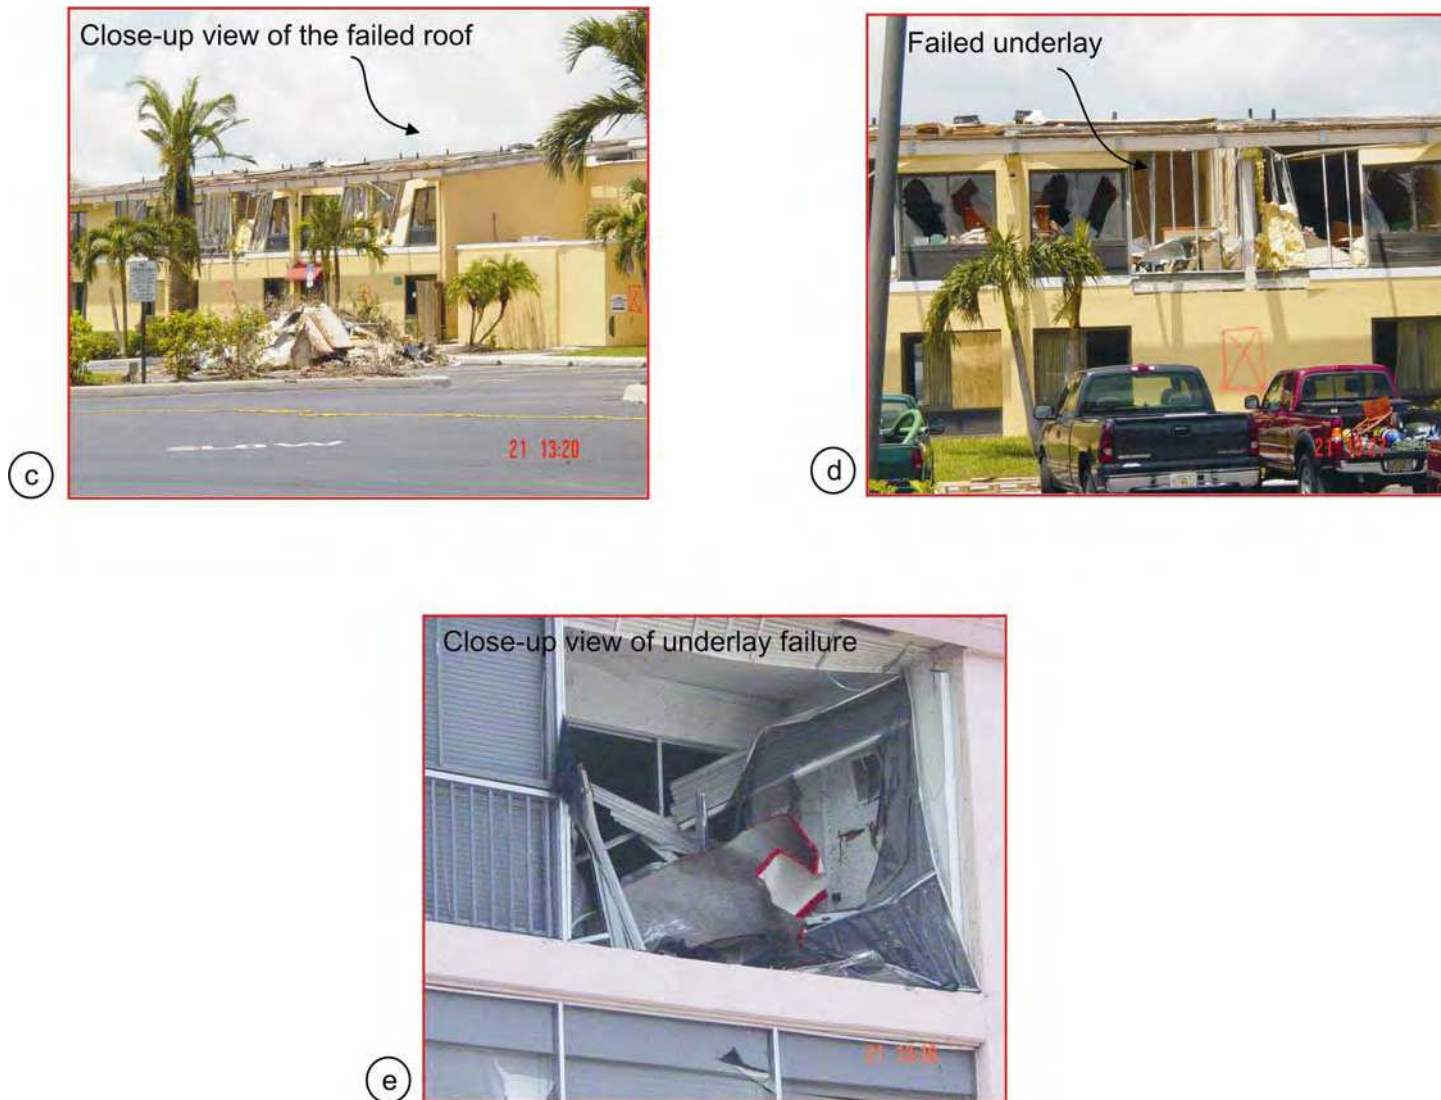 Close-up view of the failed roof
21 13:20
c
Failed underlay
d
Close-up view of underlay failure
e